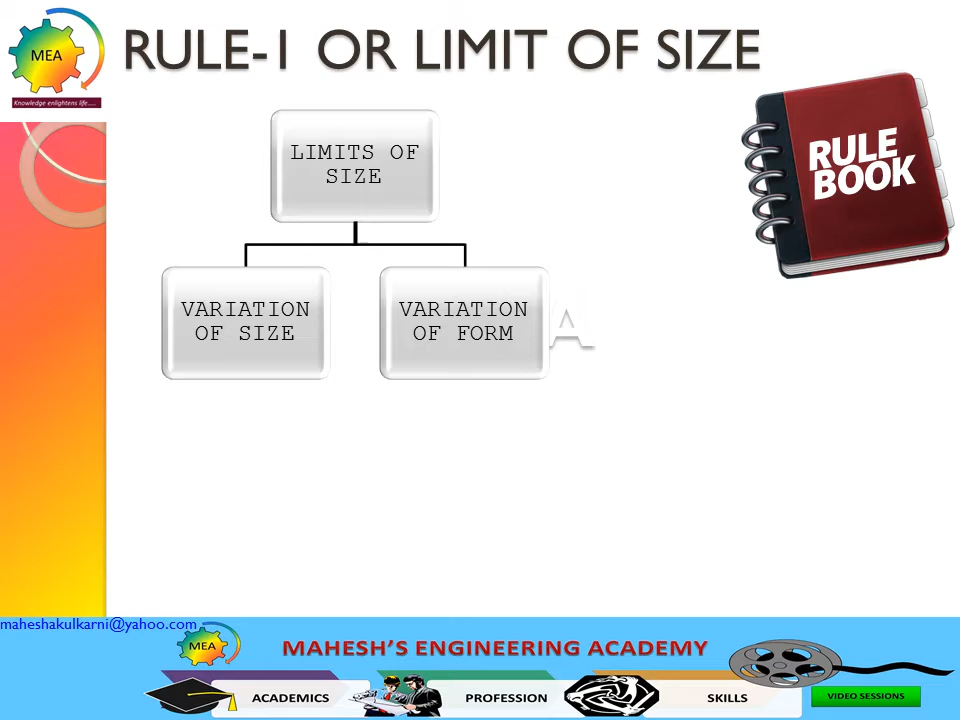 MEA
Knowledge enlightens life.....
RULE-1 OR LIMIT OF SIZE
RULE
BOOK
LIMITS OF
SIZE
VARIATION
OF SIZE
VARIATION
OF FORM
A
maheshakulkarni@yahoo.com
MEA
MAHESH'S ENGINEERING ACADEMY
ACADEMICS
PROFESSION
SKILLS
VIDEO SESSIONS